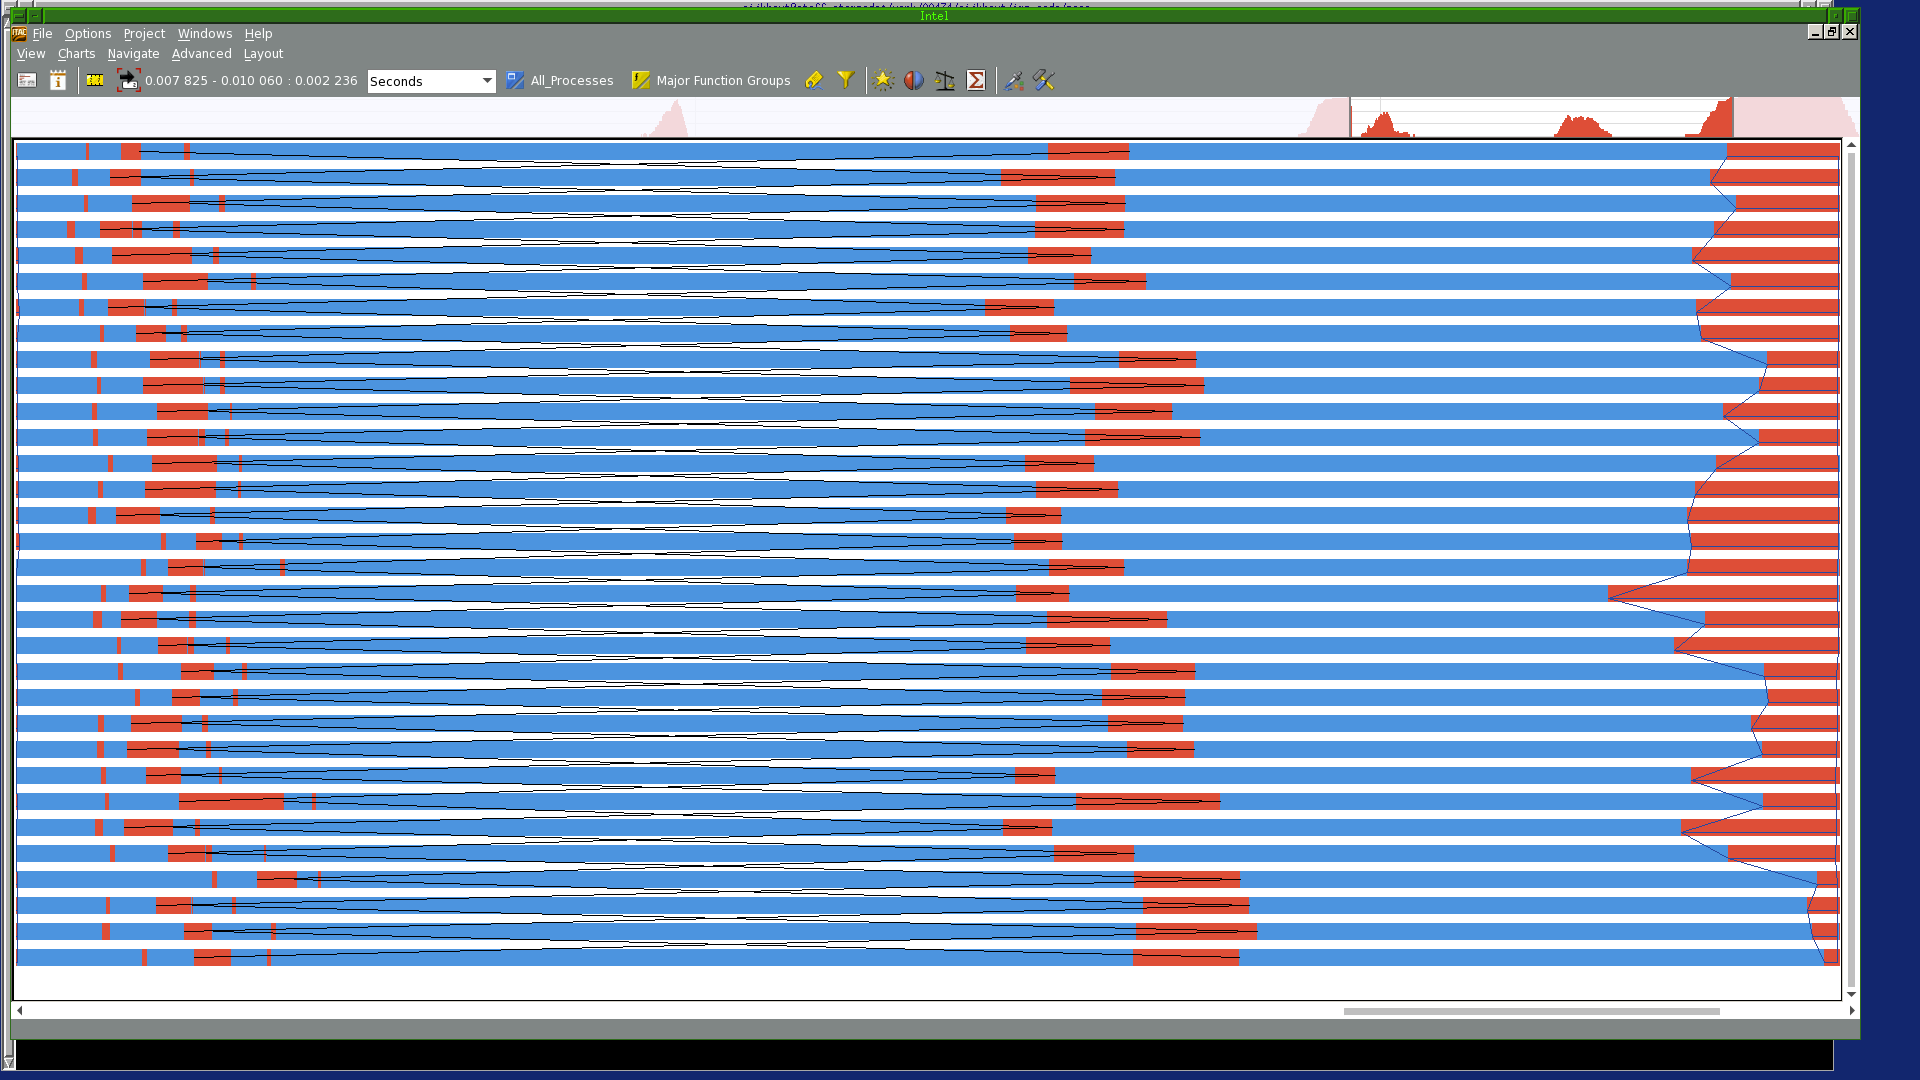 Intel
ITAC File Options Project Windows Help
View Charts Navigate Advanced Layout
0.007 825 - 0.010 060 : 0.002 236 Seconds All_Processes Major Function Groups